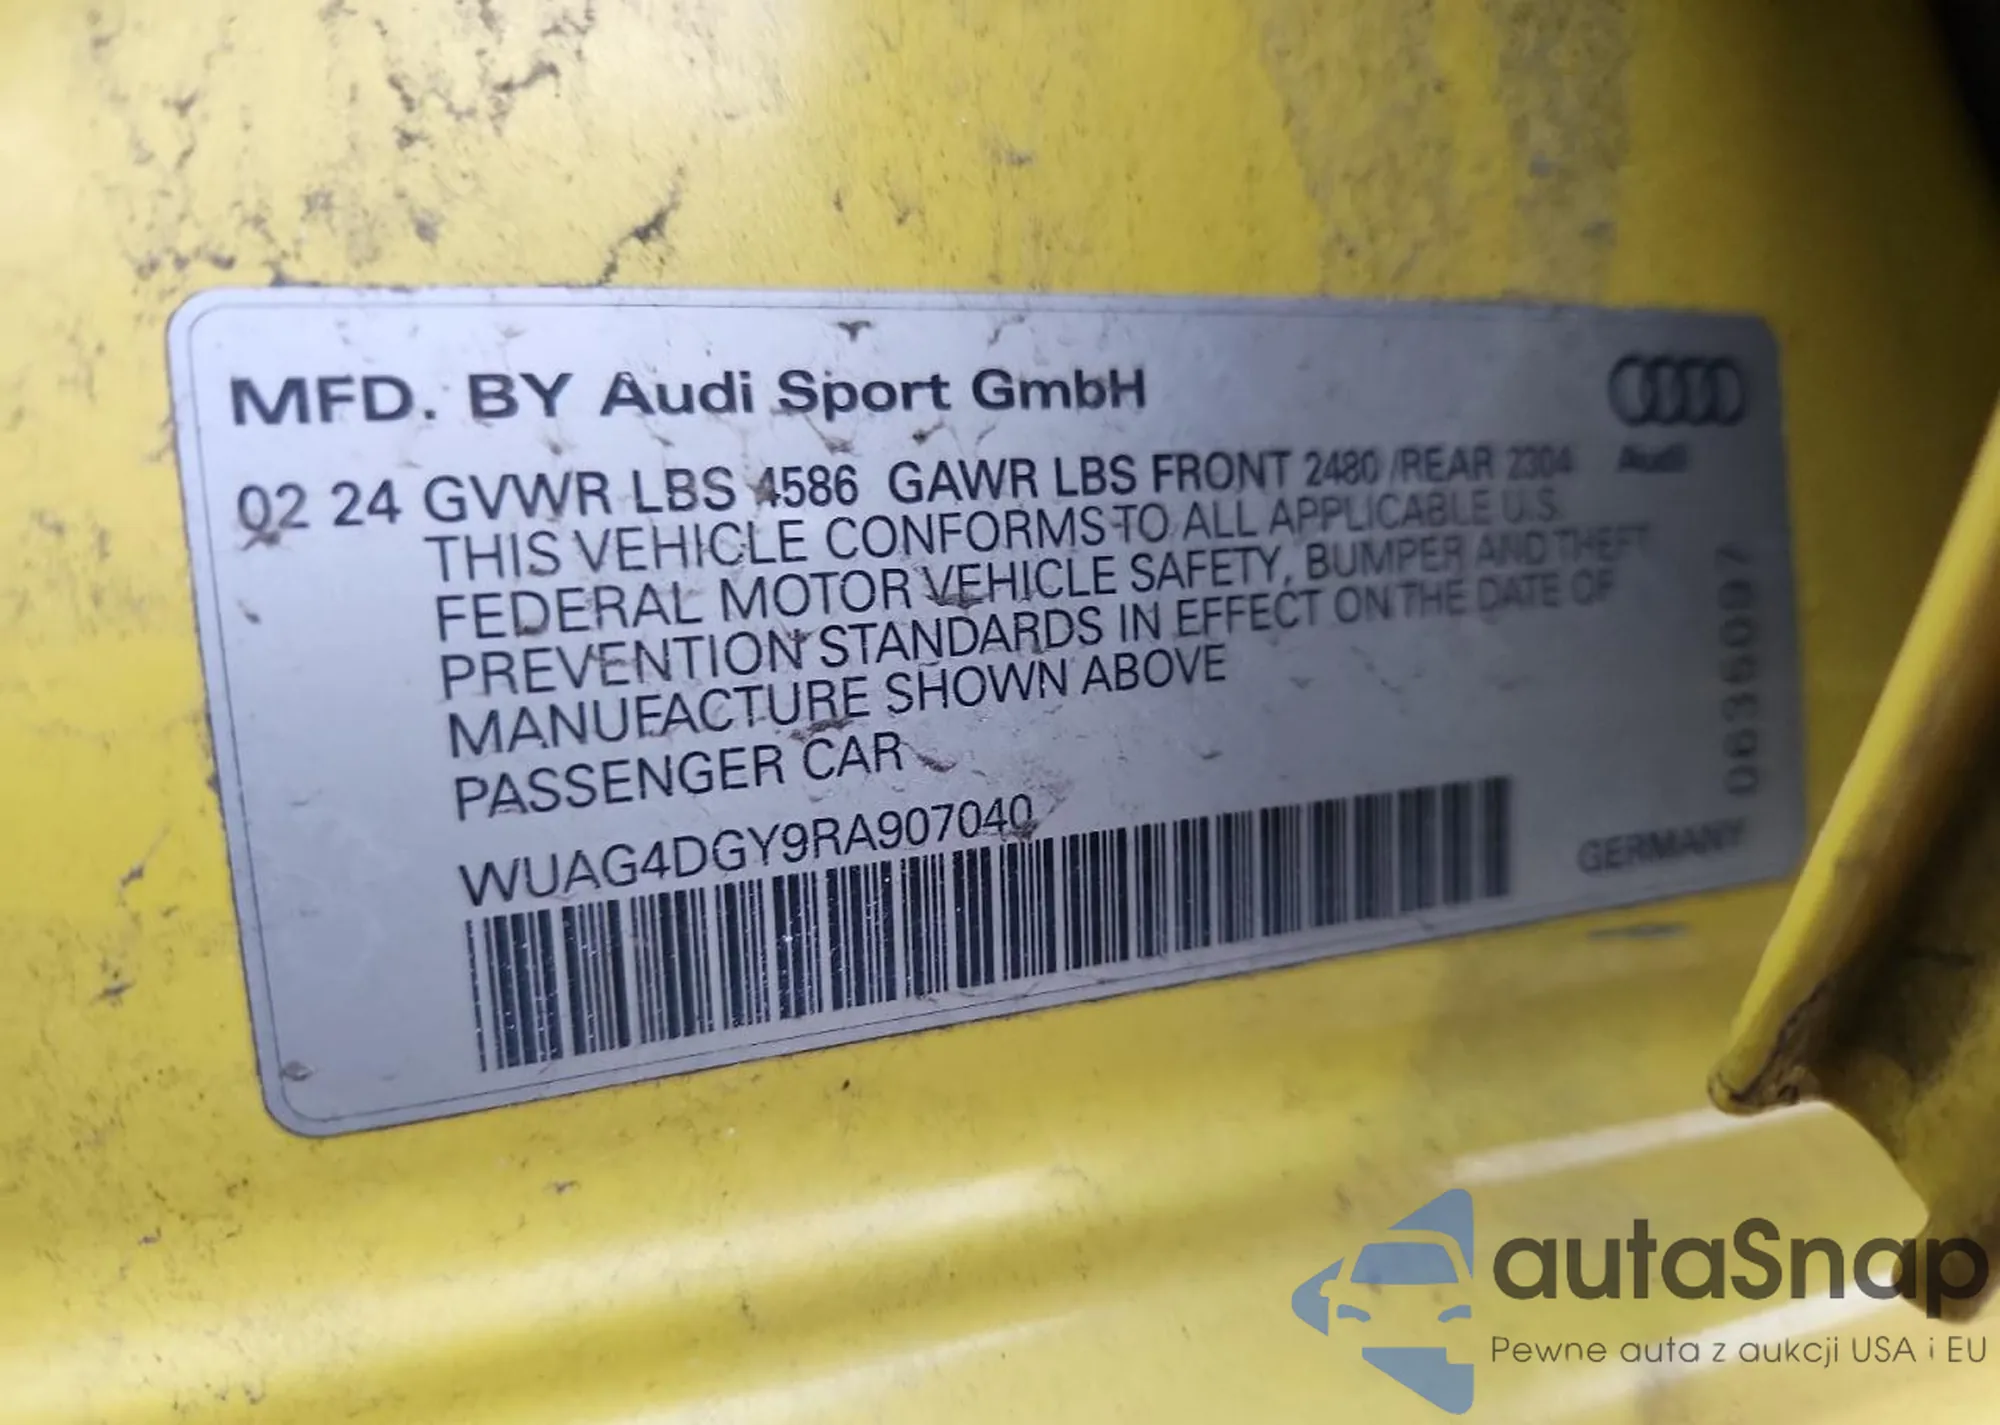 MFD. BY Audi Sport GmbH
02 24 GVWR LBS 4586 GAWR LBS FRONT 2480 /REAR 2304
Audi
THIS VEHICLE CONFORMS TO ALL APPLICABLE U.S.
FEDERAL MOTOR VEHICLE SAFETY, BUMPER AND THEFT
PREVENTION STANDARDS IN EFFECT ON THE DATE OF
MANUFACTURE SHOWN ABOVE
PASSENGER CAR
WUAG4DGY9RA907040
0635097
GERMANY
autaSnap
Pewne auta z aukcji USA i EU